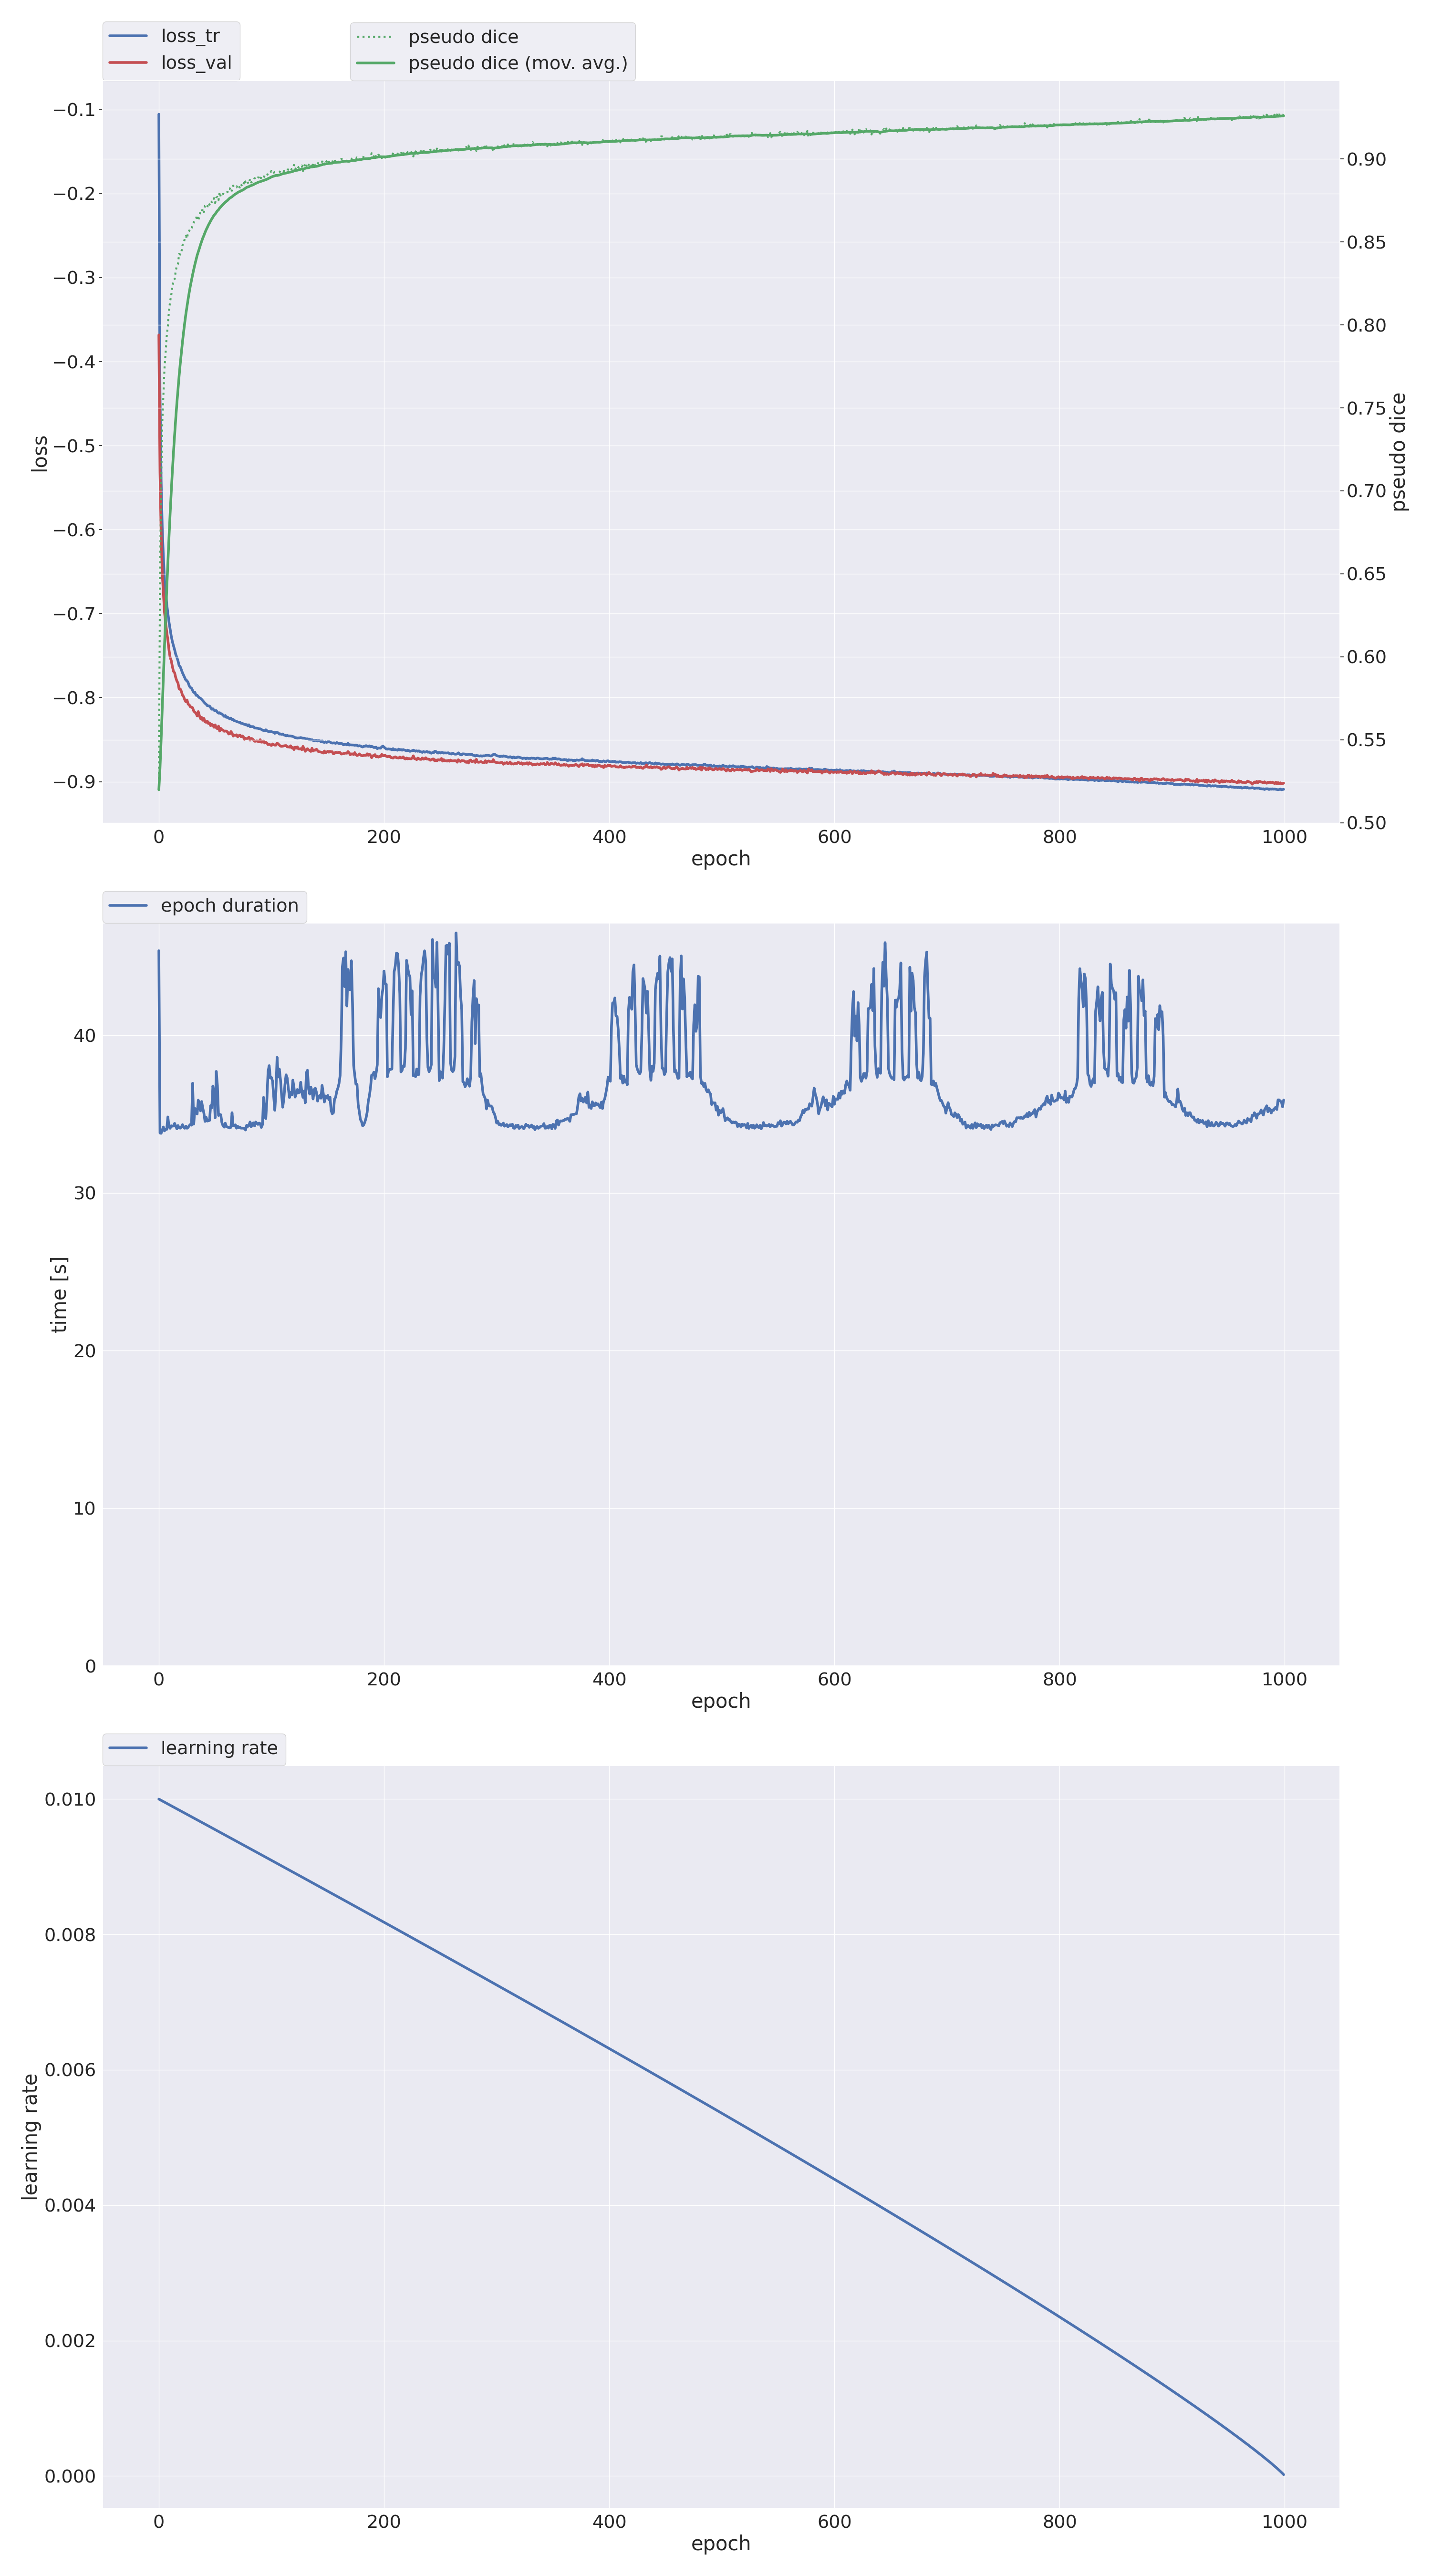 loss_tr
loss_val
pseudo dice
pseudo dice (mov. avg.)
−0.1
−0.2
−0.3
−0.4
−0.5
−0.6
−0.7
−0.8
−0.9
loss
0.90
0.85
0.80
0.75
0.70
0.65
0.60
0.55
0.50
pseudo dice
0 200 400 600 800 1000
epoch
epoch duration
40
30
20
10
0
time [s]
0 200 400 600 800 1000
epoch
learning rate
0.010
0.008
0.006
0.004
0.002
0.000
learning rate
0 200 400 600 800 1000
epoch